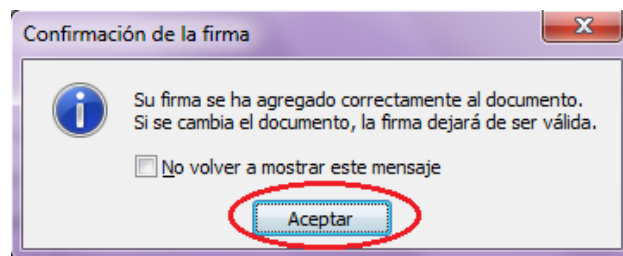 Confirmación de la firma
Su firma se ha agregado correctamente al documento.
Si se cambia el documento, la firma dejará de ser válida.
No volver a mostrar este mensaje
Aceptar